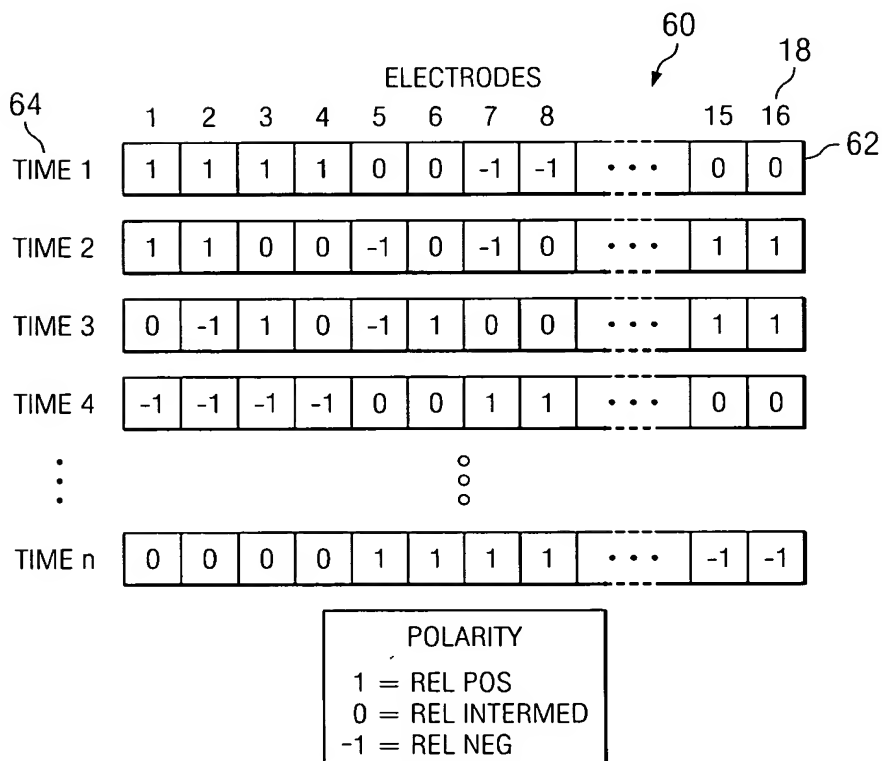 60
ELECTRODES
18
64
1 2 3 4 5 6 7 8 15 16
62
TIME 1 1 1 1 1 0 0 -1 -1 • • • 0 0
TIME 2 1 1 0 0 -1 0 -1 0 • • • 1 1
TIME 3 0 -1 1 0 -1 1 0 0 • • • 1 1
TIME 4 -1 -1 -1 -1 0 0 1 1 • • • 0 0
TIME n 0 0 0 0 1 1 1 1 • • • -1 -1
POLARITY
1 = REL POS
0 = REL INTERMED
-1 = REL NEG